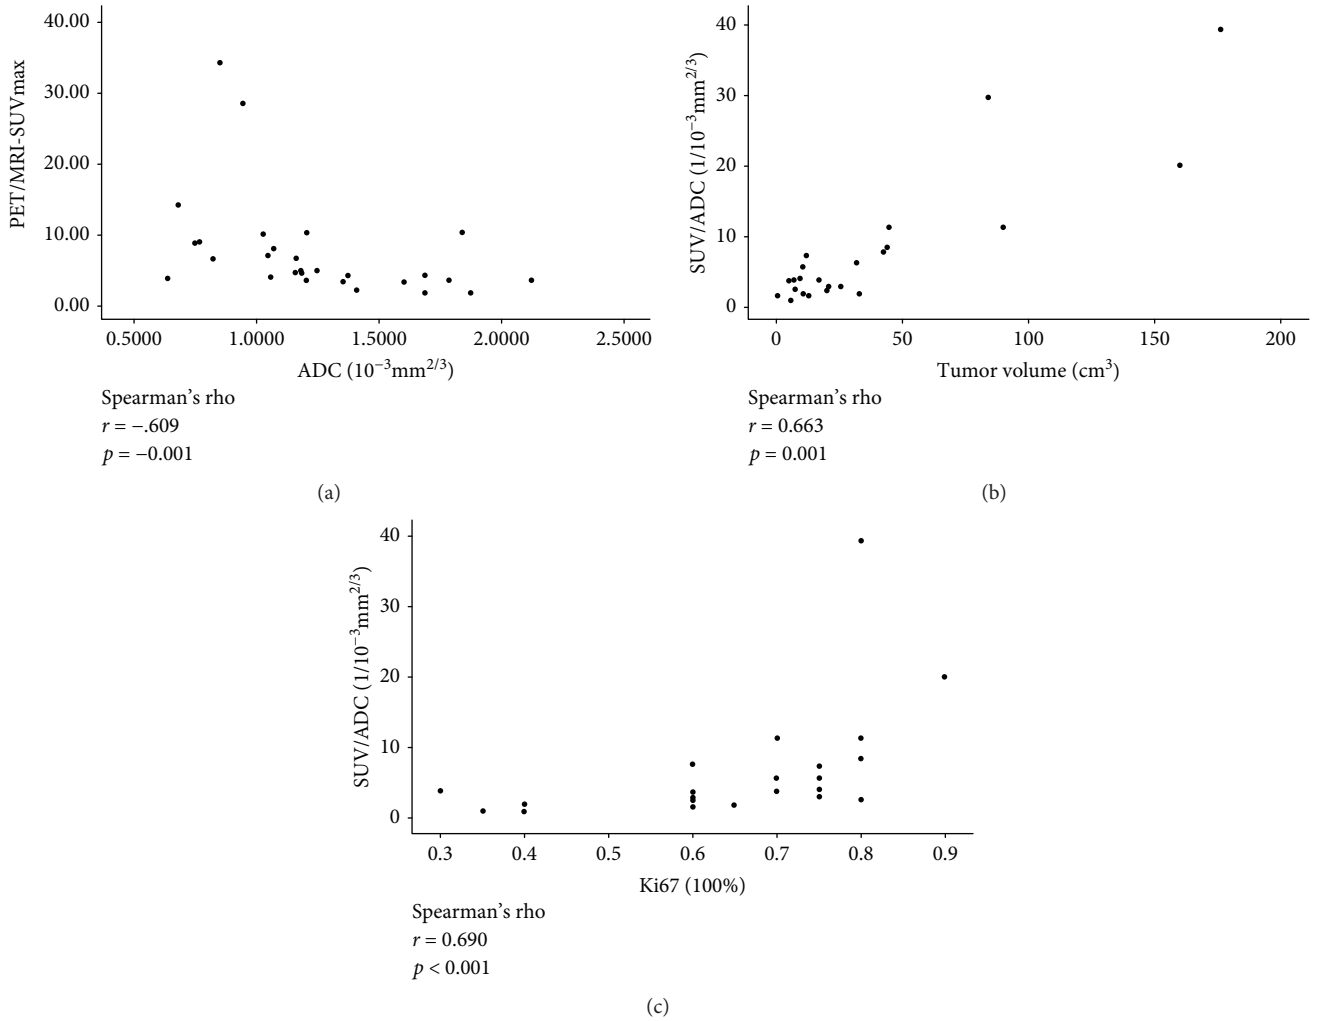 40.00
30.00
20.00
10.00
0.00
PET/MRI-SUVmax
0.5000 1.0000 1.5000 2.0000 2.5000
ADC (10⁻³mm²/³)
Spearman's rho
r = −.609
p = −0.001
(a)
40
30
20
10
0
SUV/ADC (1/10⁻³mm²/³)
0 50 100 150 200
Tumor volume (cm³)
Spearman's rho
r = 0.663
p = 0.001
(b)
40
30
20
10
0
SUV/ADC (1/10⁻³mm²/³)
0.3 0.4 0.5 0.6 0.7 0.8 0.9
Ki67 (100%)
Spearman's rho
r = 0.690
p < 0.001
(c)